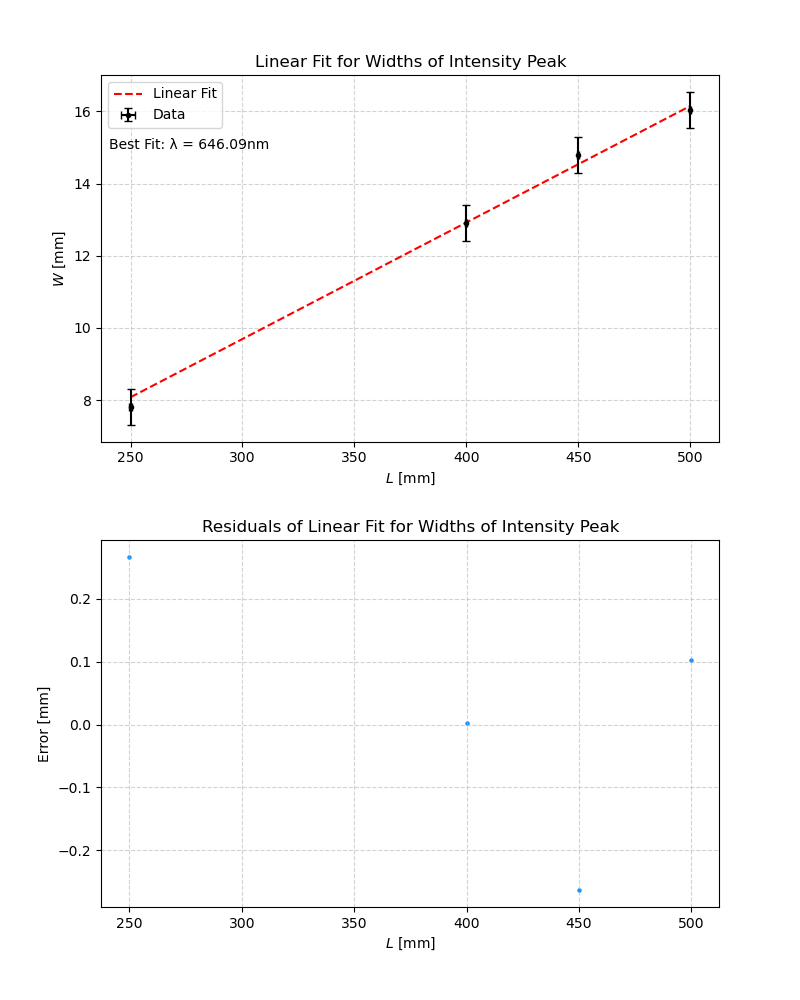 Linear Fit for Widths of Intensity Peak
Linear Fit
Data
Best Fit: λ = 646.09nm
16
14
12
10
8
W [mm]
250 300 350 400 450 500
L [mm]
Residuals of Linear Fit for Widths of Intensity Peak
0.2
0.1
0.0
−0.1
−0.2
Error [mm]
250 300 350 400 450 500
L [mm]